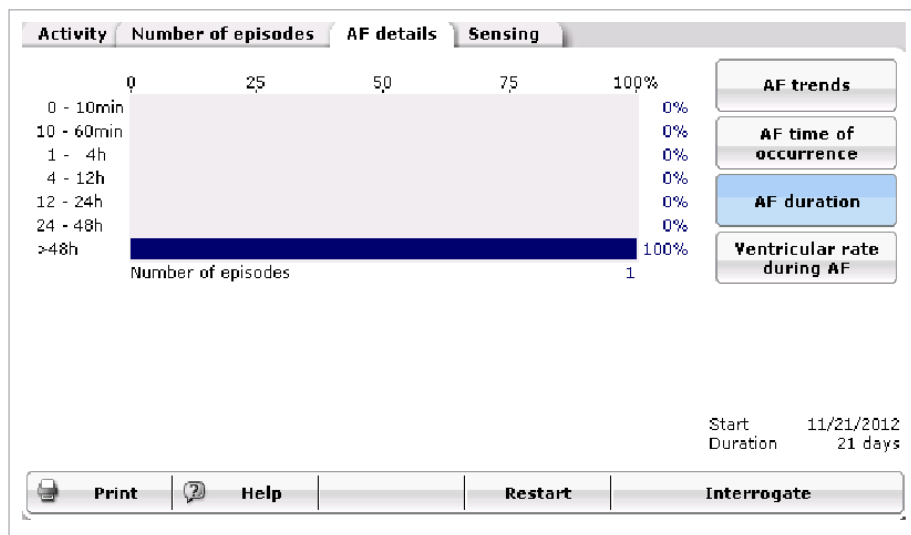 Activity Number of episodes AF details Sensing
0 25 50 75 100%
0 - 10min 0%
10 - 60min 0%
1 - 4h 0%
4 - 12h 0%
12 - 24h 0%
24 - 48h 0%
>48h 100%
Number of episodes 1
AF trends
AF time of
occurrence
AF duration
Ventricular rate
during AF
Start 11/21/2012
Duration 21 days
Print Help Restart Interrogate